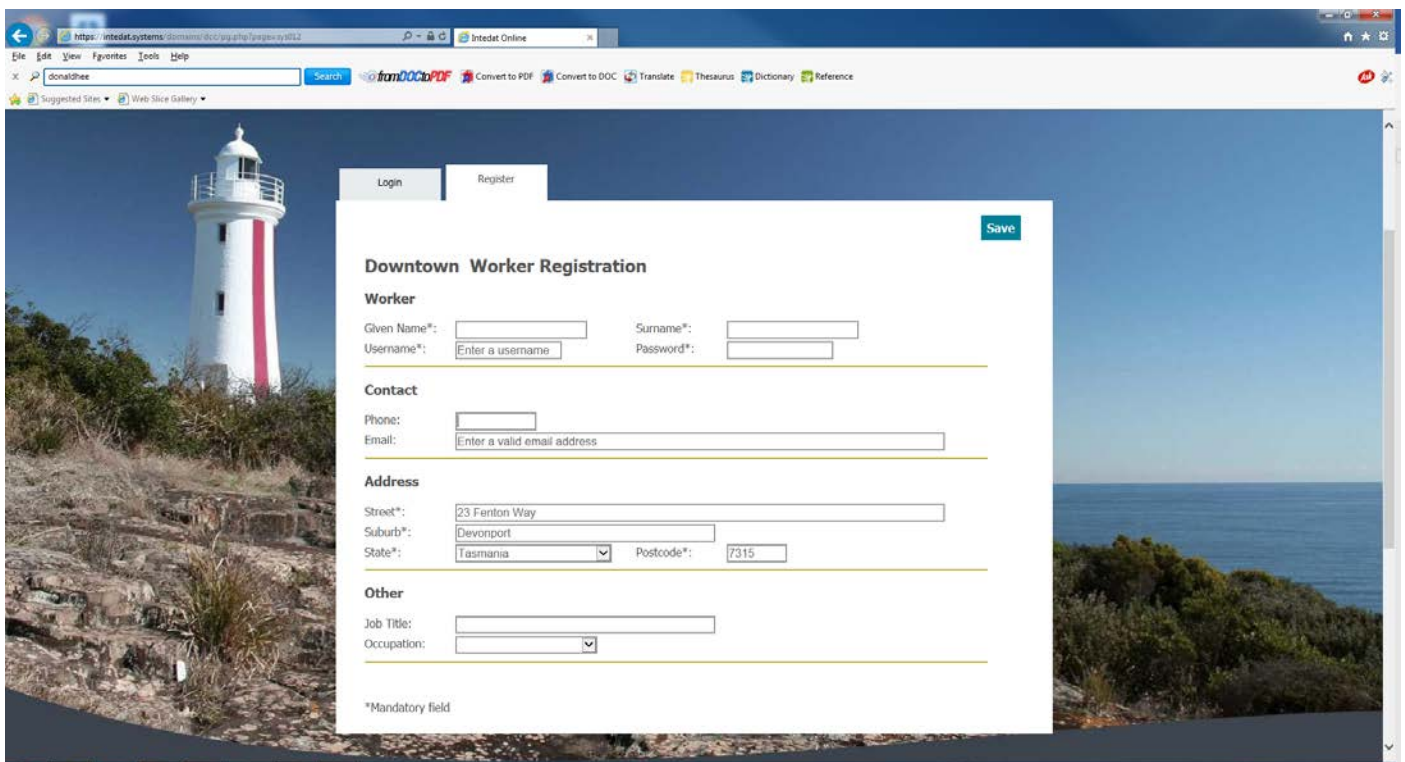 https://intedat.systems/domains/dcc/pg.php?page=
Intedat Online
File Edit View Favorites Tools Help
donaldhee Search fromDOCtoPDF Convert to PDF Convert to DOC Translate Thesaurus Dictionary Reference Ask
Suggested Sites Web Slice Gallery
Login Register
Save
Downtown Worker Registration
Worker
Given Name*: Surname*:
Username*: Enter a username Password*:
Contact
Phone:
Email: Enter a valid email address
Address
Street*: 23 Fenton Way
Suburb*: Devonport
State*: Tasmania Postcode*: 7315
Other
Job Title:
Occupation:
*Mandatory field